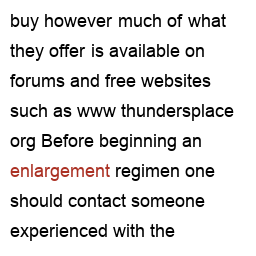 buy however much of what
they offer is available on
forums and free websites
such as www thundersplace
org Before beginning an
enlargement regimen one
should contact someone
experienced with the